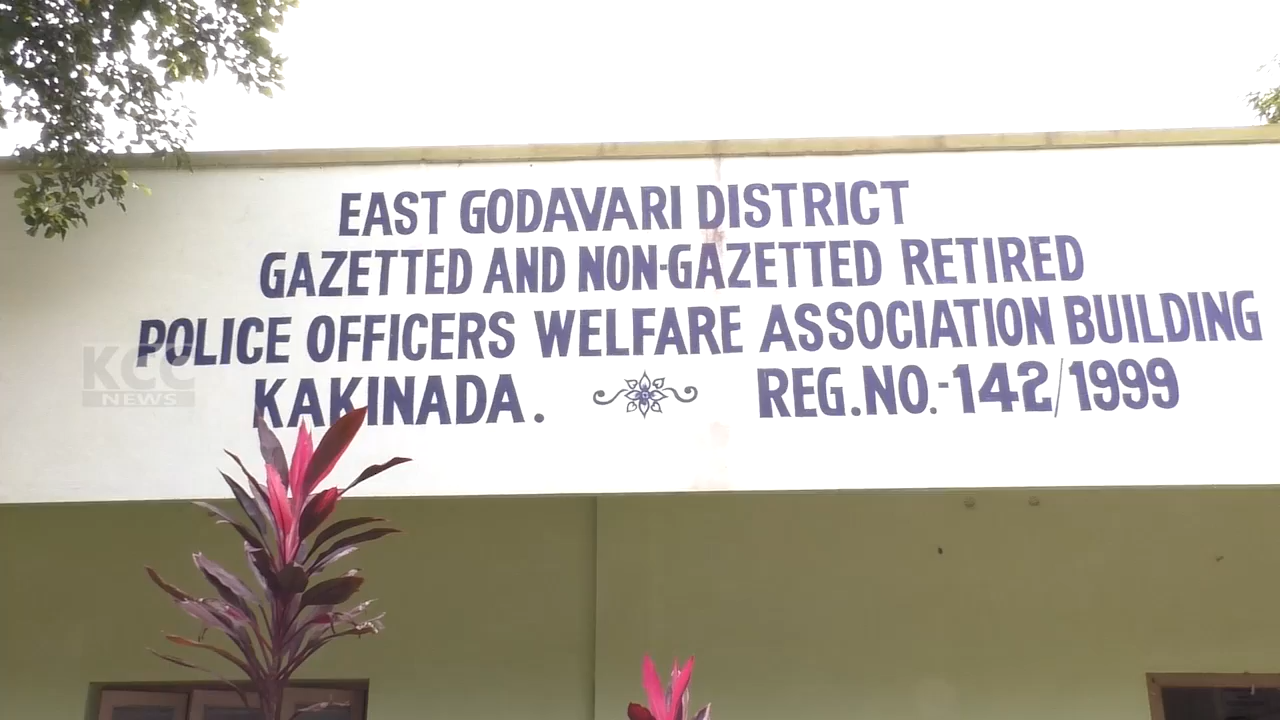 EAST GODAVARI DISTRICT
GAZETTED AND NON-GAZETTED RETIRED
POLICE OFFICERS WELFARE ASSOCIATION BUILDING
KAKINADA. REG.NO.-142/1999
KCC
NEWS